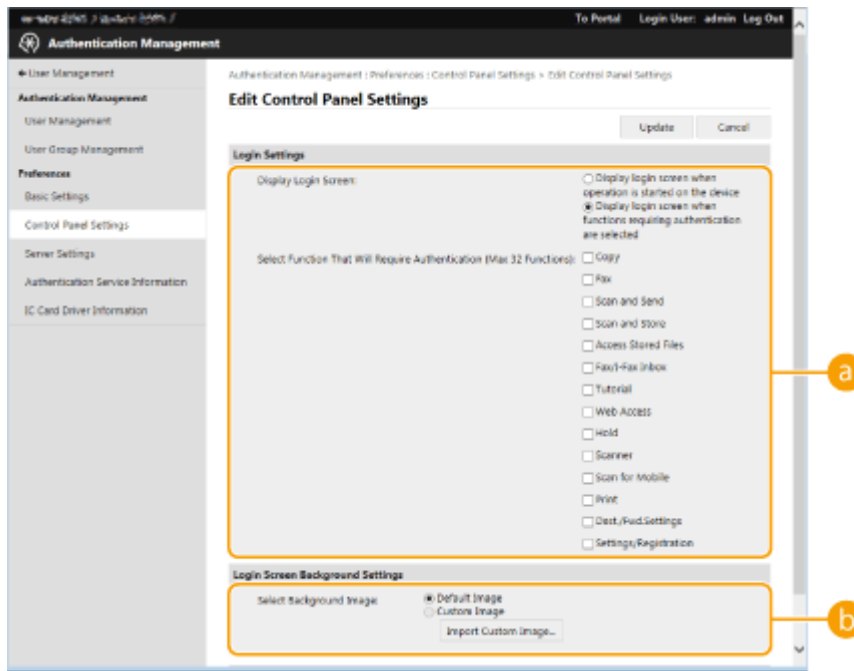 To Portal Login User: admin Log Out
Authentication Management
User Management
Authentication Management
User Management
User Group Management
Preferences
Basic Settings
Control Panel Settings
Server Settings
Authentication Service Information
IC Card Driver Information
Authentication Management : Preferences : Control Panel Settings > Edit Control Panel Settings
Edit Control Panel Settings
Update Cancel
Login Settings
Display Login Screen:
Display login screen when
operation is started on the device
Display login screen when
functions requiring authentication
are selected
Select Function That Will Require Authentication (Max 32 Functions):
Copy
Fax
Scan and Send
Scan and Store
Access Stored Files
Fax/I-Fax Inbox
Tutorial
Web Access
Hold
Scanner
Scan for Mobile
Print
Dest./Fwd.Settings
Settings/Registration
a
Login Screen Background Settings
Select Background Image:
Default Image
Custom Image
Import Custom Image...
b